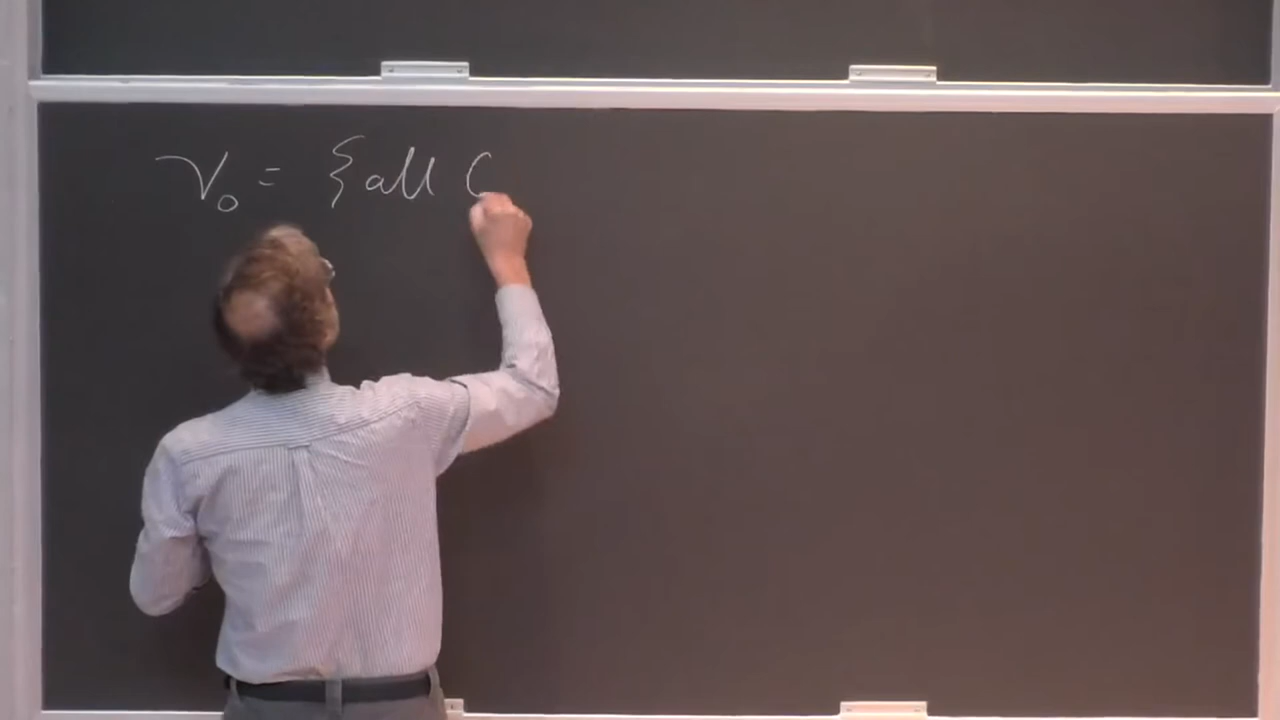 V₀ = {all C